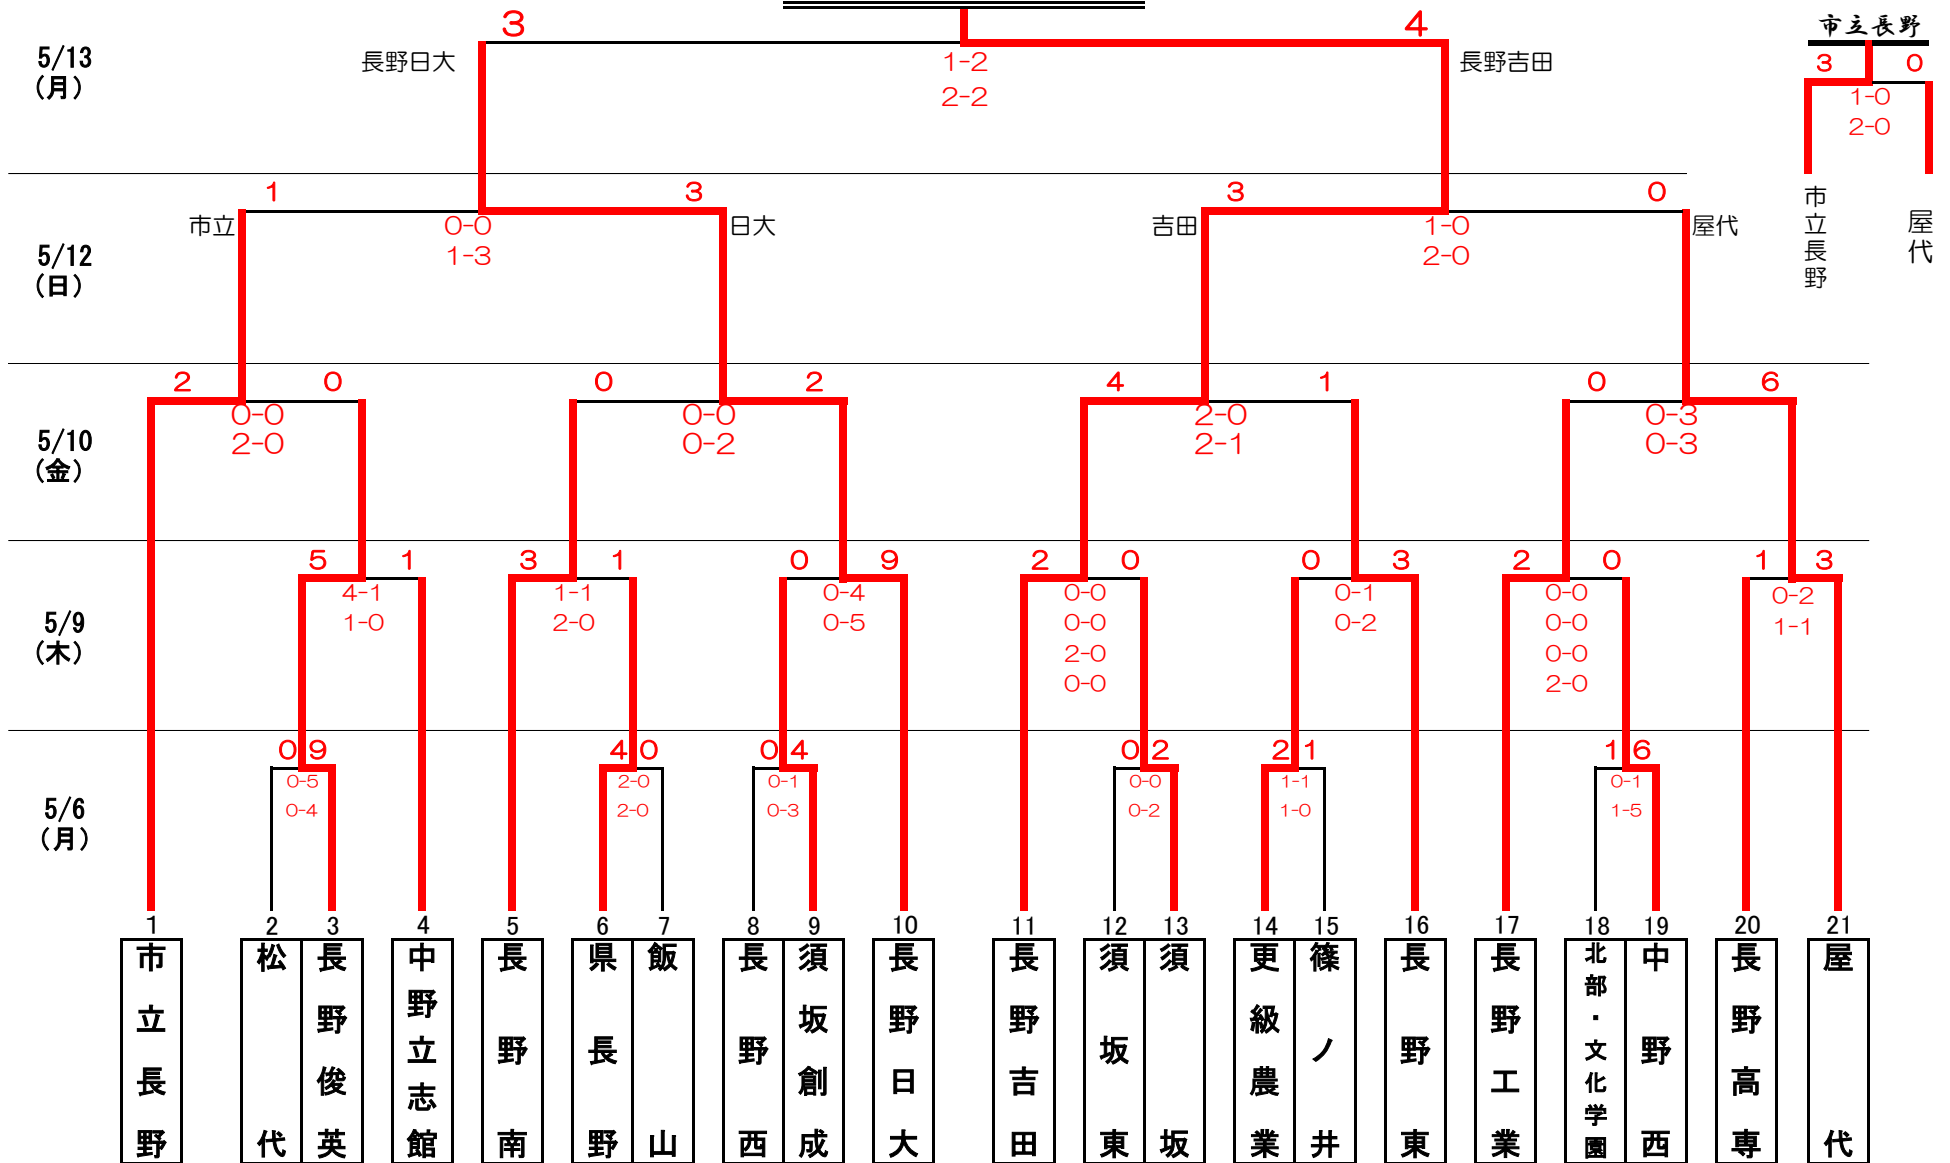 3 4
5/13
(月)
長野日大
1-2
2-2
長野吉田
市立長野
3 0
1-0
2-0
市立長野
屋代
1 3 3 0
5/12
(日)
市立
0-0
1-3
日大
吉田
1-0
2-0
屋代
2 0 0 2 4 1 0 6
5/10
(金)
0-0 0-0 2-0 0-3
2-0 0-2 2-1 0-3
5 1 3 1 0 9 2 0 0 3 2 0 1 3
5/9
(木)
4-1 1-1 0-4 0-0 0-1 0-0 0-2
1-0 2-0 0-5 0-0 0-2 0-0 1-1
2-0 0-0
0-0 2-0
0 9 4 0 0 4 0 2 2 1 1 6
5/6
(月)
0-5 2-0 0-1 0-0 1-1 0-1
0-4 2-0 0-3 0-2 1-0 1-5
1 2 3 4 5 6 7 8 9 10 11 12 13 14 15 16 17 18 19 20 21
市立長野
松代
長野俊英
中野立志館
長野南
県長野
飯山
長野西
須坂創成
長野日大
長野吉田
須坂東
須坂
更級農業
篠ノ井
長野東
長野工業
北部・文化学園
中野西
長野高専
屋代